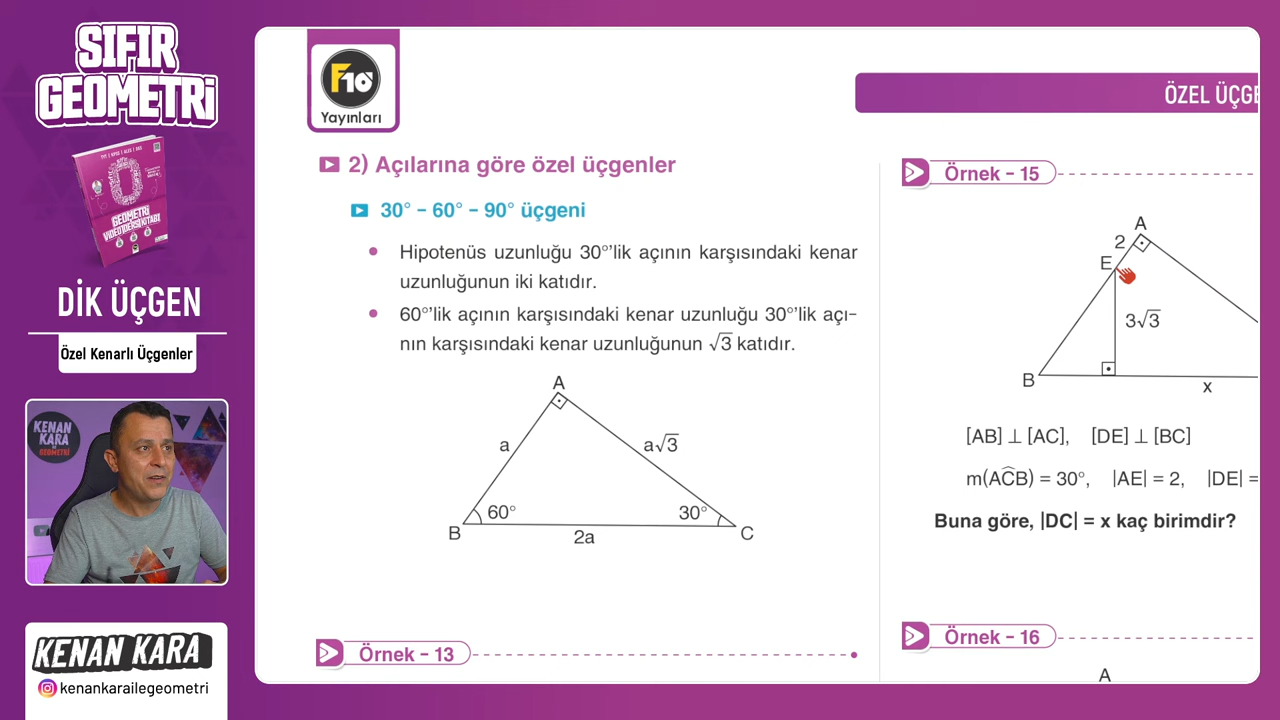 SIFIR
GEOMETRİ
GEOMETRİ
VİDEO DERS KİTABI
DİK ÜÇGEN
Özel Kenarlı Üçgenler
KENAN
KARA
GEOMETRİ
KENAN KARA
kenankarailegeometri
F10
Yayınları
ÖZEL ÜÇGE
2) Açılarına göre özel üçgenler
30° – 60° – 90° üçgeni
• Hipotenüs uzunluğu 30°'lik açının karşısındaki kenar
uzunluğunun iki katıdır.
• 60°'lik açının karşısındaki kenar uzunluğu 30°'lik açı-
nın karşısındaki kenar uzunluğunun √3 katıdır.
A
a
a√3
60°
30°
B
C
2a
Örnek - 13
Örnek - 15
A
2
E
3√3
B
x
[AB] ⊥ [AC], [DE] ⊥ [BC]
m(AĈB) = 30°, |AE| = 2, |DE| =
Buna göre, |DC| = x kaç birimdir?
Örnek - 16
A